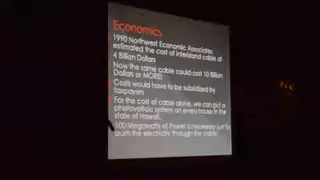 Economics
1990 Northwest Economic Associates
estimated the cost of interisland cable at
4 Billion Dollars
Now the same cable could cost 10 Billion
Dollar or MORE!
Costs would have to be subsidized by
taxpayers
For the cost of cable alone, we can put a
photovoltaic system on every house in the
state of Hawaii.
100 Megawatts of Power is necessary just to
push the electricity through the cable